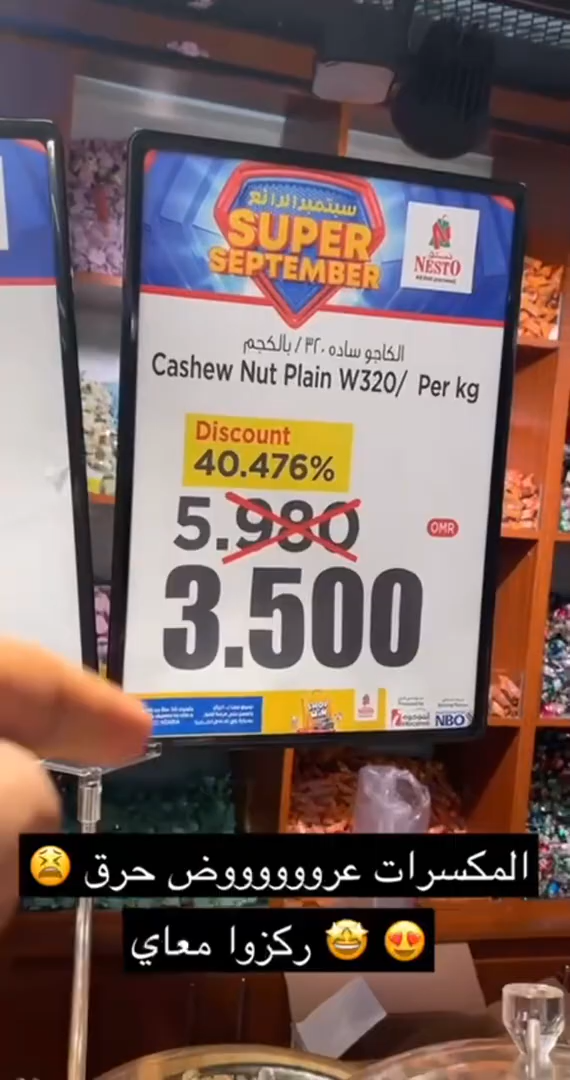 سبتمبر الرائع
SUPER
SEPTEMBER
نستو
NESTO
الكاجو ساده ٣٢٠/ بالكجم
Cashew Nut Plain W320/ Per kg
Discount
40.476%
5.980
OMR
3.500
NBO
المكسرات عروووووووض حرق 😫
😍 🤩 ركزوا معاي